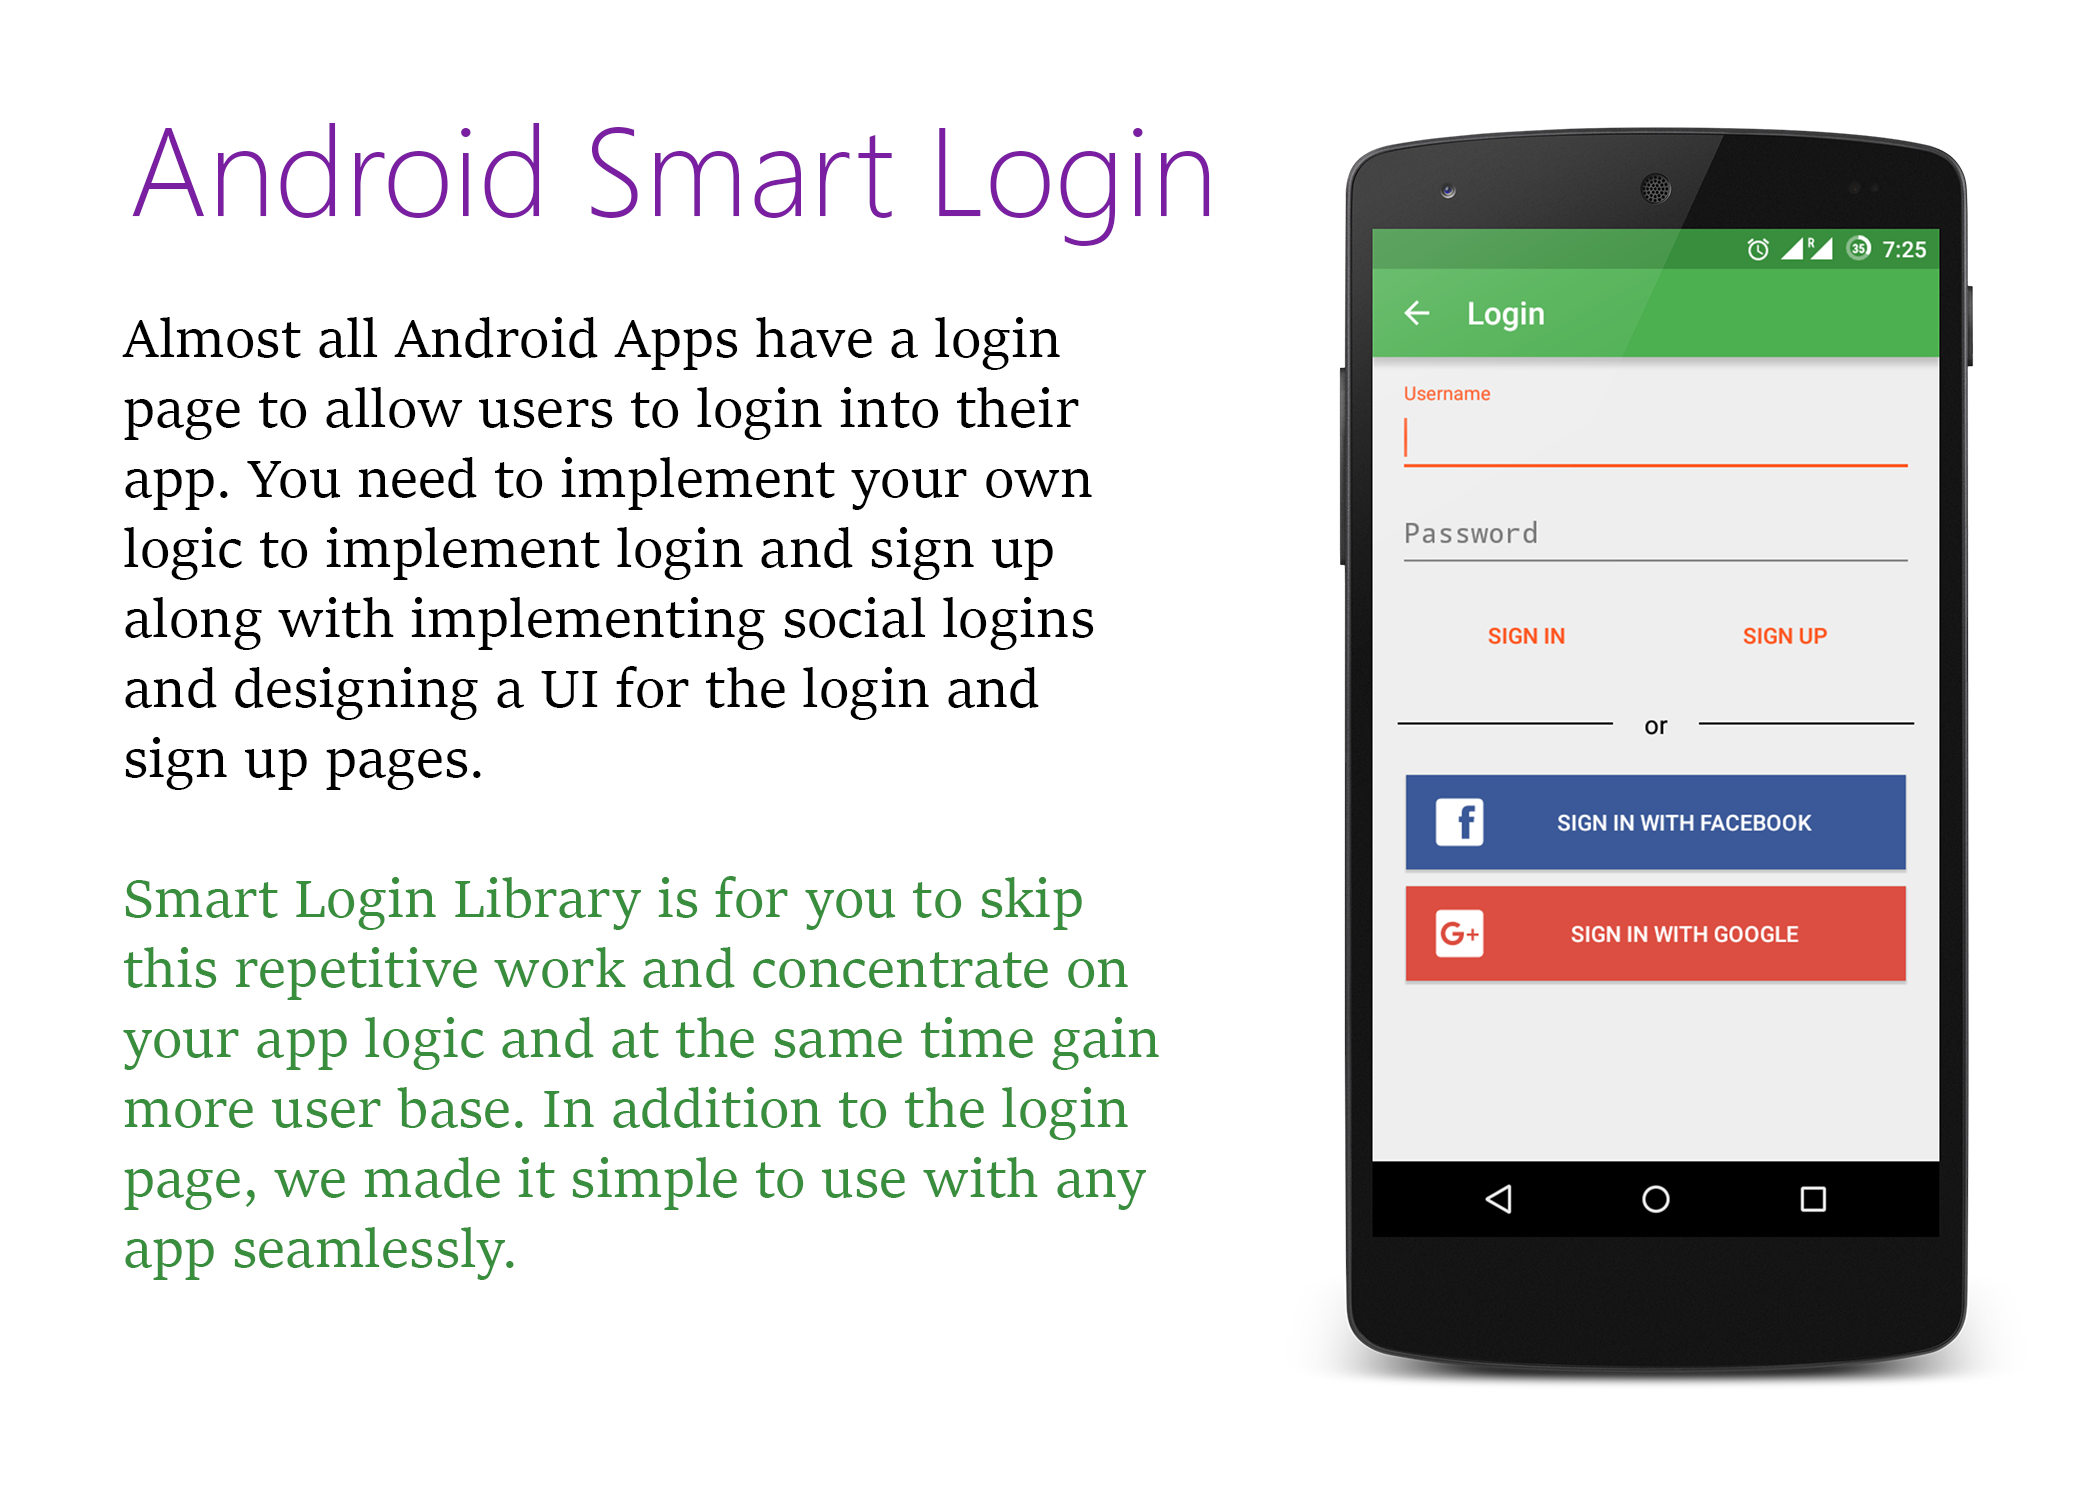 Android Smart Login
Almost all Android Apps have a login
page to allow users to login into their
app. You need to implement your own
logic to implement login and sign up
along with implementing social logins
and designing a UI for the login and
sign up pages.
Smart Login Library is for you to skip
this repetitive work and concentrate on
your app logic and at the same time gain
more user base. In addition to the login
page, we made it simple to use with any
app seamlessly.
R 35 7:25
Login
Username
Password
SIGN IN SIGN UP
or
f SIGN IN WITH FACEBOOK
G+ SIGN IN WITH GOOGLE